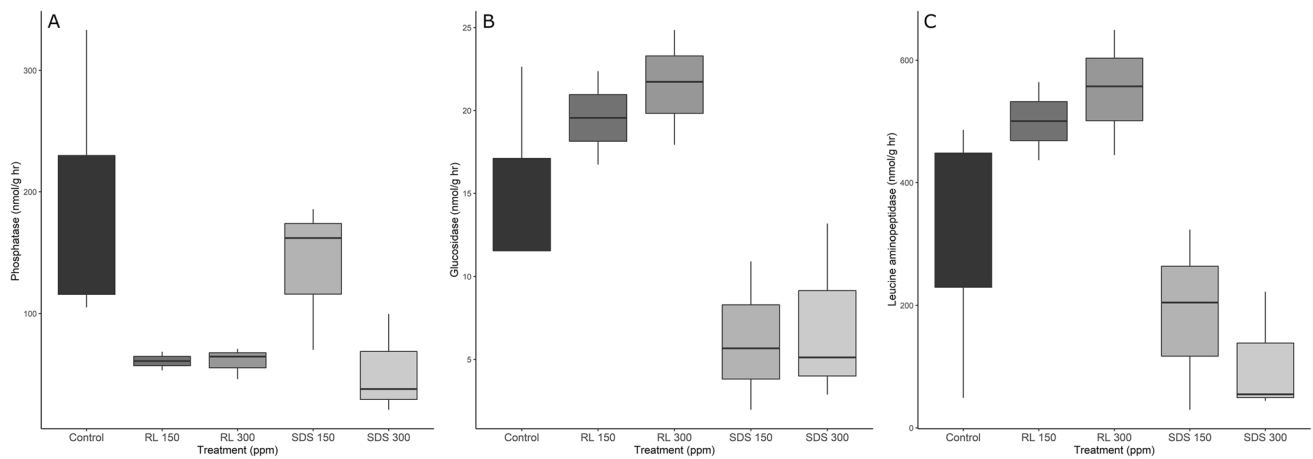 A
Phosphatase (nmol/g hr)
300
200
100
Control RL 150 RL 300 SDS 150 SDS 300
Treatment (ppm)
B
Glucosidase (nmol/g hr)
25
20
15
10
5
Control RL 150 RL 300 SDS 150 SDS 300
Treatment (ppm)
C
Leucine aminopeptidase (nmol/g hr)
600
400
200
0
Control RL 150 RL 300 SDS 150 SDS 300
Treatment (ppm)